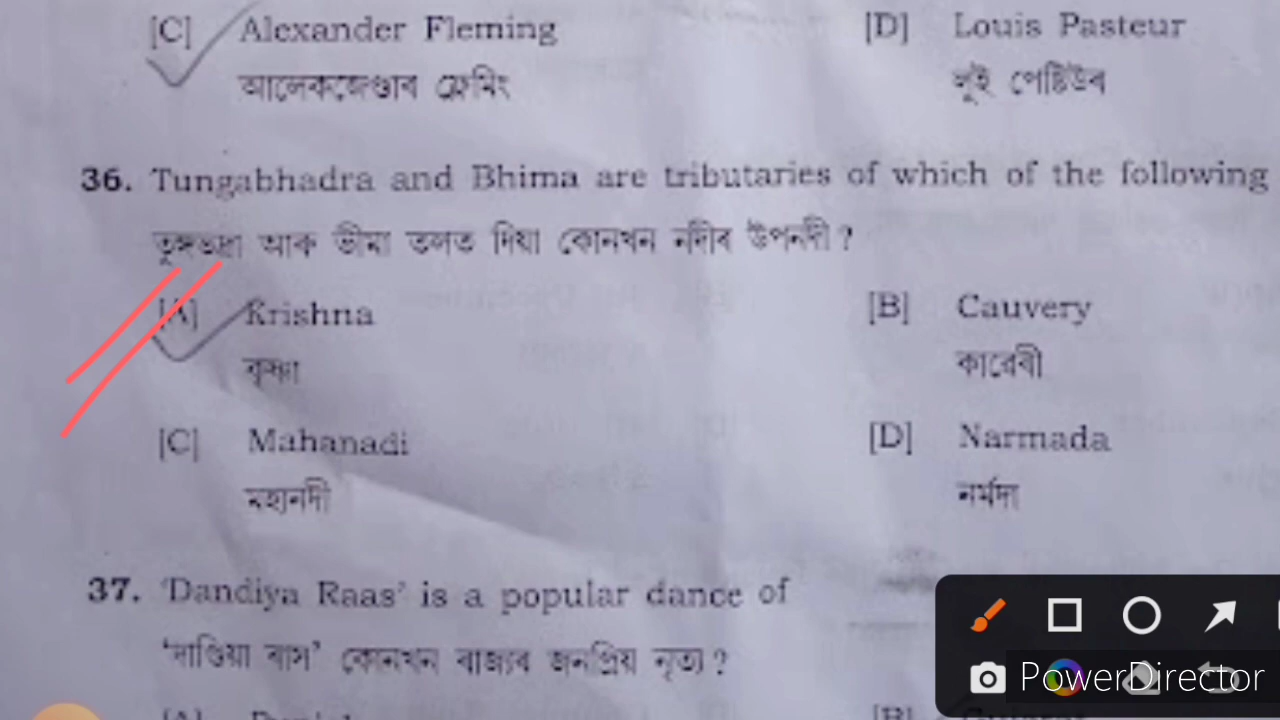 [C] Alexander Fleming [D] Louis Pasteur
আলেকজেণ্ডাৰ ফ্লেমিং লুই পেষ্টিউৰ
36. Tungabhadra and Bhima are tributaries of which of the following
তুঙ্গভদ্ৰা আৰু ভীমা তলত দিয়া কোনখন নদীৰ উপনদী?
[A] Krishna [B] Cauvery
কৃষ্ণা কাবেৰী
[C] Mahanadi [D] Narmada
মহানদী নৰ্মদা
37. 'Dandiya Raas' is a popular dance of
'দাণ্ডিয়া ৰাস' কোনখন ৰাজ্যৰ জনপ্ৰিয় নৃত্য?
PowerDirector